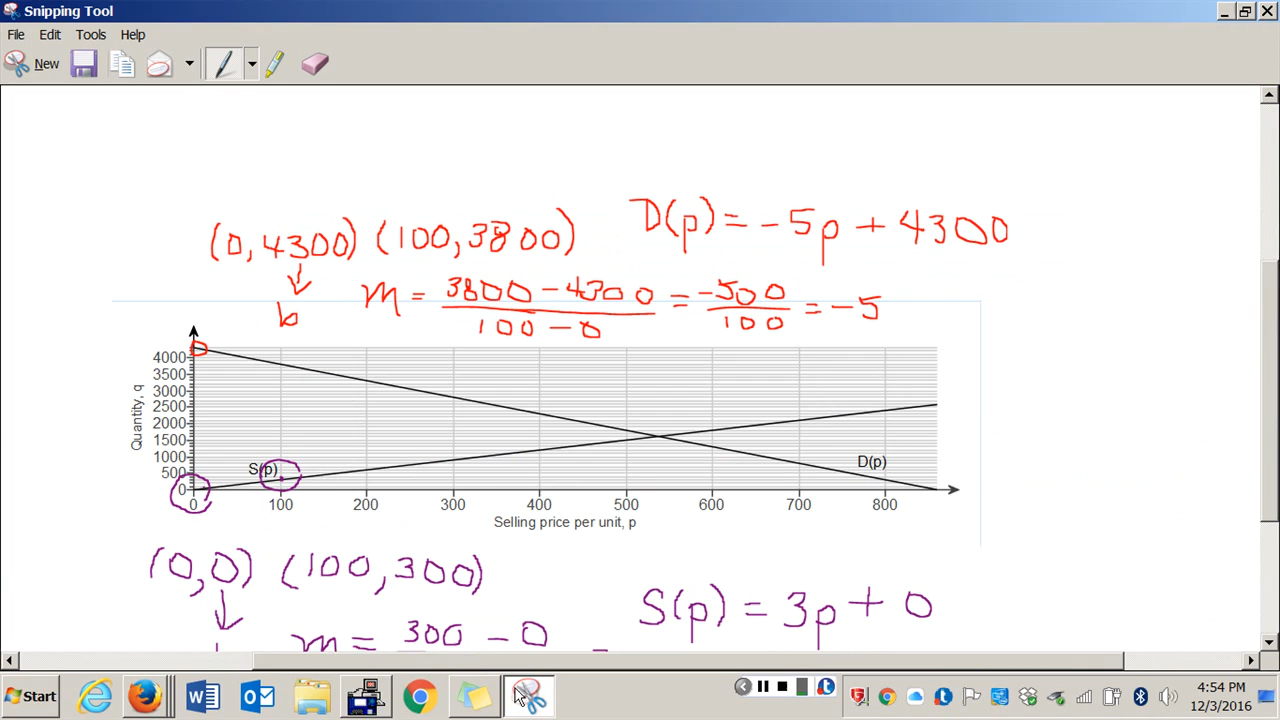 Snipping Tool
File Edit Tools Help
New
(0,4300) (100,3800) D(p) = -5p + 4300
b m = 3800 - 4300 / 100 - 0 = -500 / 100 = -5
4000
3500
3000
2500
2000
1500
1000
500
0
Quantity, q
S(p)
D(p)
0 100 200 300 400 500 600 700 800
Selling price per unit, p
(0,0) (100,300)
S(p) = 3p + 0
m = 300 - 0 =
Start
4:54 PM
12/3/2016